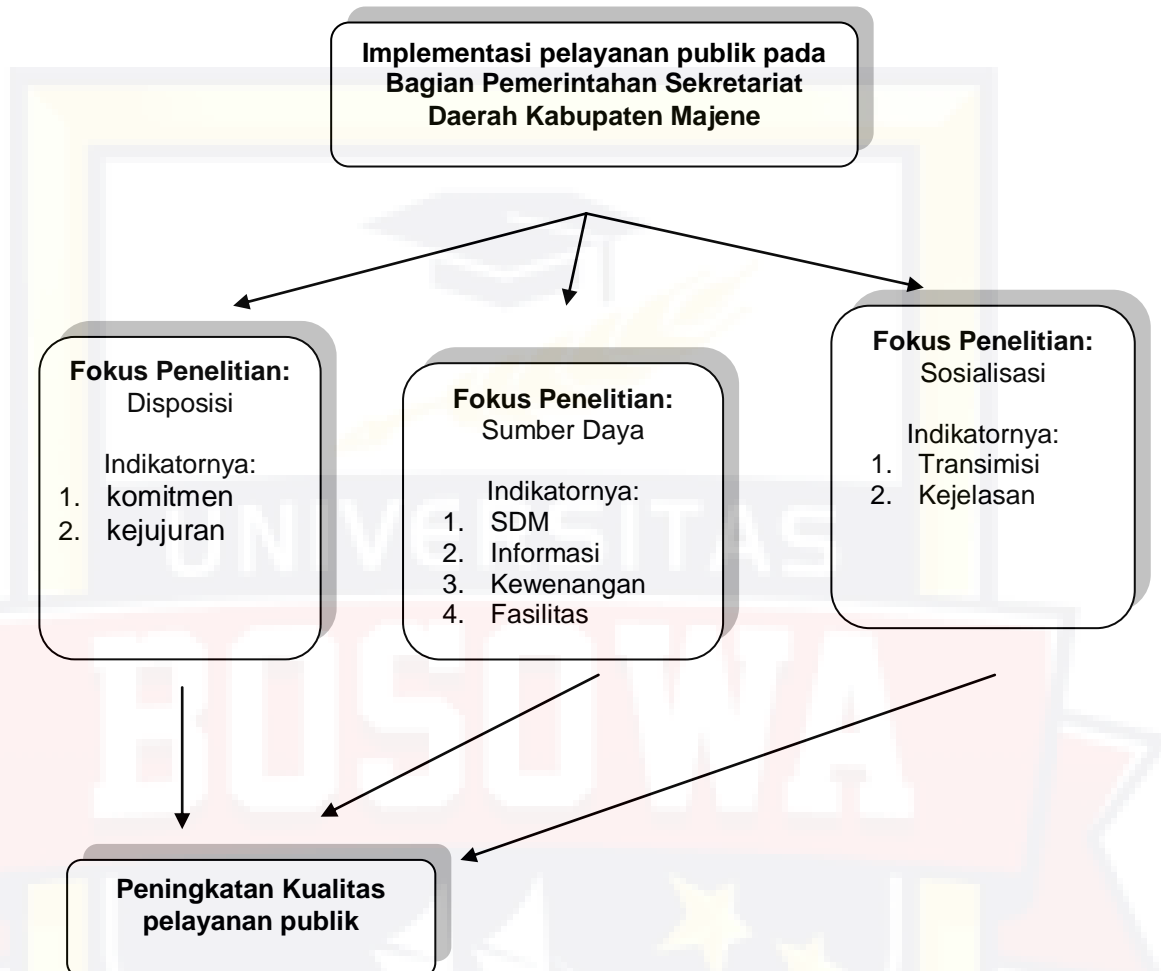 Implementasi pelayanan publik pada
Bagian Pemerintahan Sekretariat
Daerah Kabupaten Majene
Fokus Penelitian:
Disposisi
Indikatornya:
1. komitmen
2. kejujuran
Fokus Penelitian:
Sumber Daya
Indikatornya:
1. SDM
2. Informasi
3. Kewenangan
4. Fasilitas
Fokus Penelitian:
Sosialisasi
Indikatornya:
1. Transimisi
2. Kejelasan
UNIVERSITAS
BOSOWA
Peningkatan Kualitas
pelayanan publik